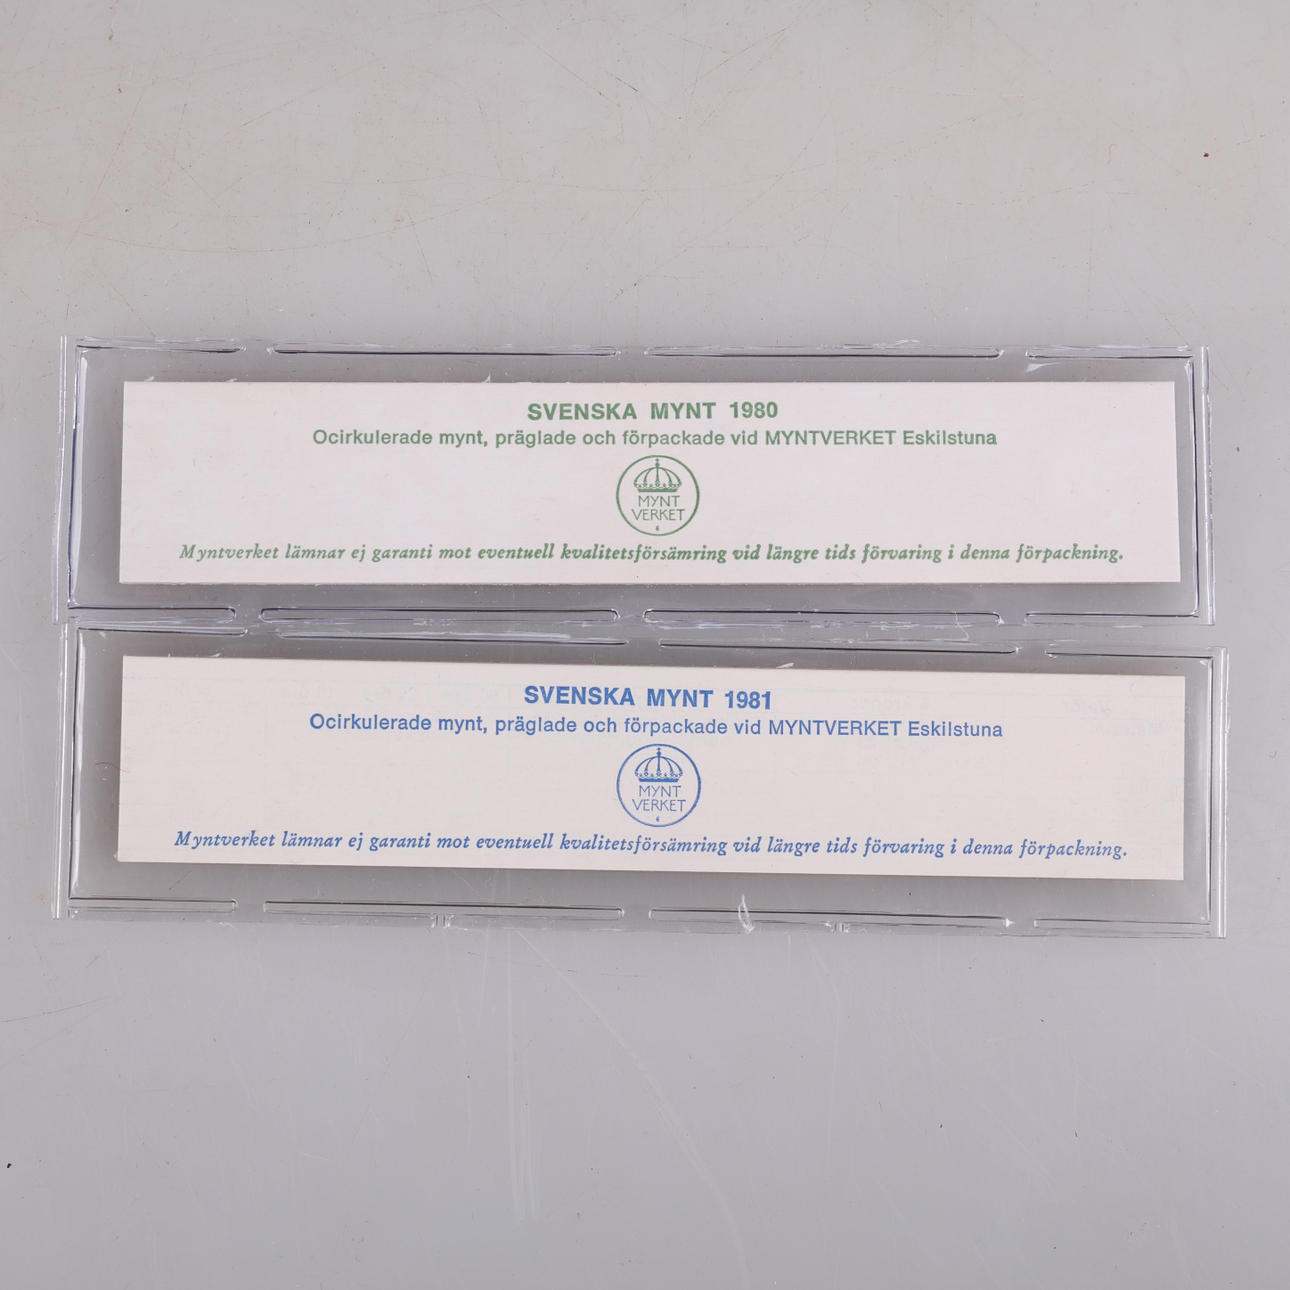 SVENSKA MYNT 1980
Ocirkulerade mynt, präglade och förpackade vid MYNTVERKET Eskilstuna
MYNT
VERKET
Myntverket lämnar ej garanti mot eventuell kvalitetsförsämring vid längre tids förvaring i denna förpackning.
SVENSKA MYNT 1981
Ocirkulerade mynt, präglade och förpackade vid MYNTVERKET Eskilstuna
MYNT
VERKET
Myntverket lämnar ej garanti mot eventuell kvalitetsförsämring vid längre tids förvaring i denna förpackning.